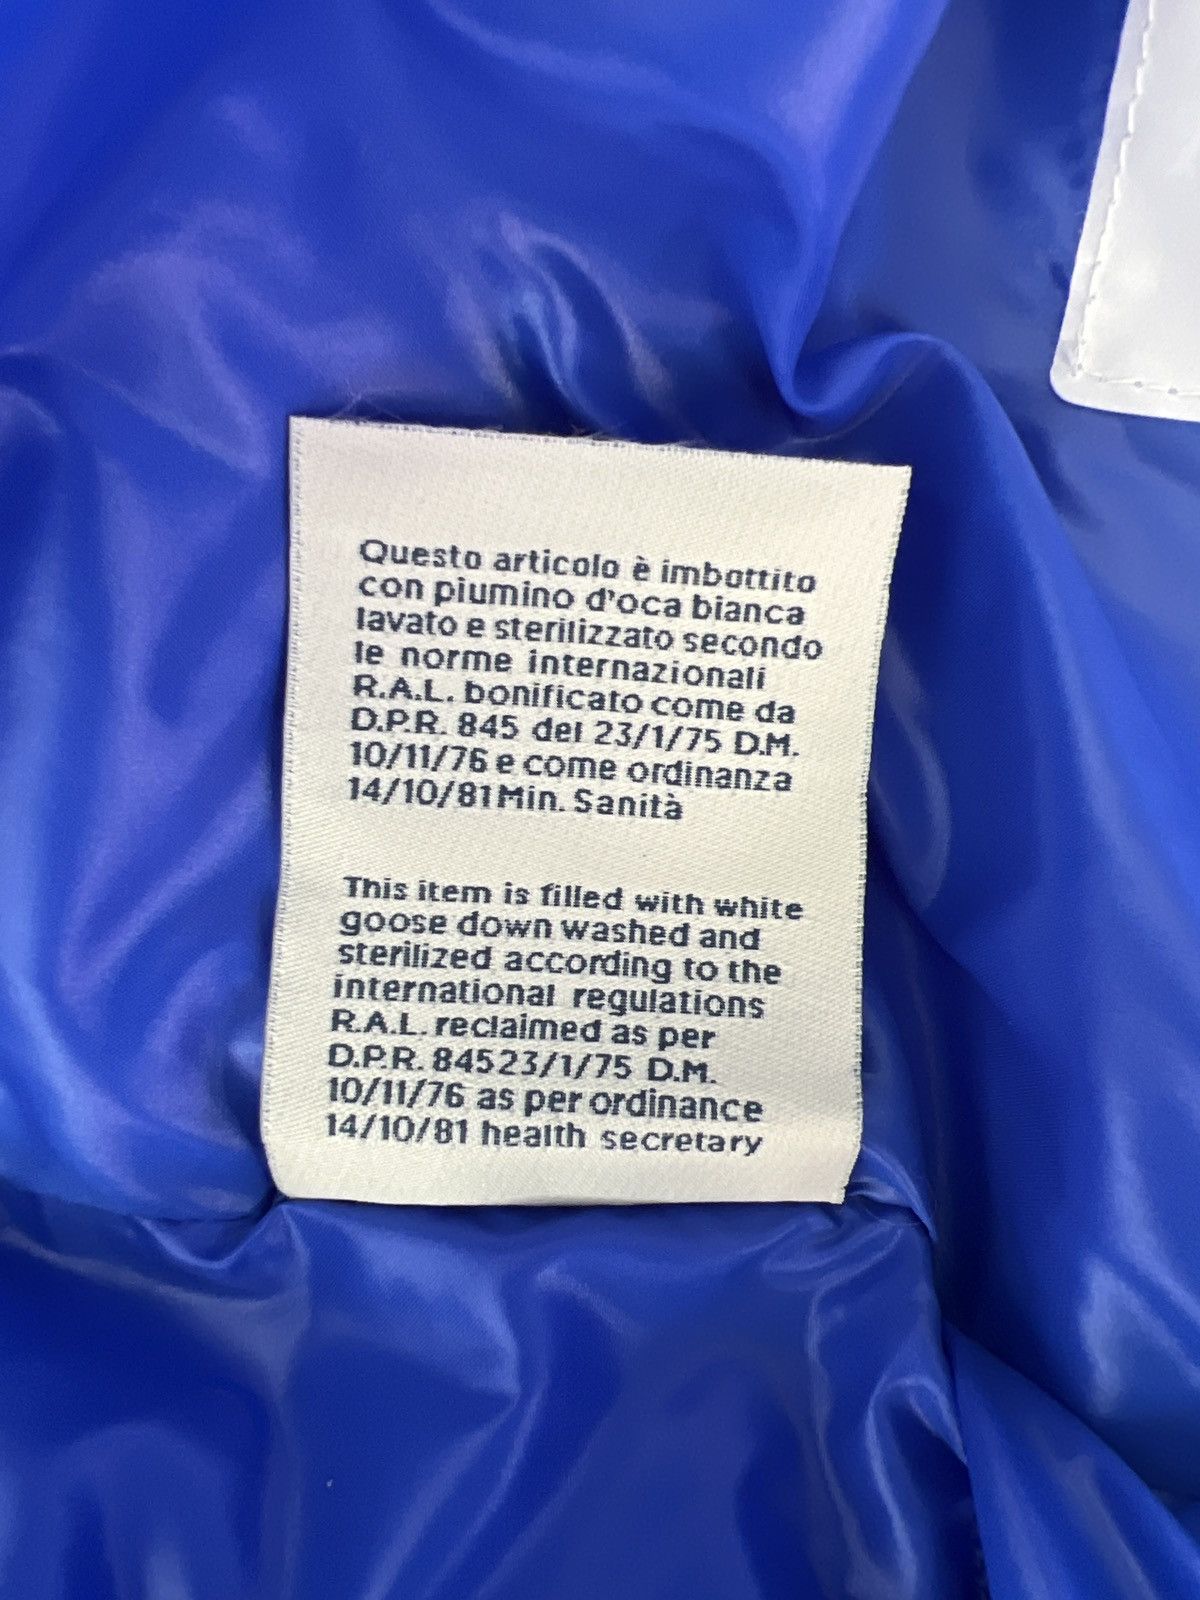 Questo articolo è imbottito
con piumino d'oca bianca
lavato e sterilizzato secondo
le norme internazionali
R.A.L. bonificato come da
D.P.R. 845 del 23/1/75 D.M.
10/11/76 e come ordinanza
14/10/81 Min. Sanità
This item is filled with white
goose down washed and
sterilized according to the
international regulations
R.A.L. reclaimed as per
D.P.R. 84523/1/75 D.M.
10/11/76 as per ordinance
14/10/81 health secretary